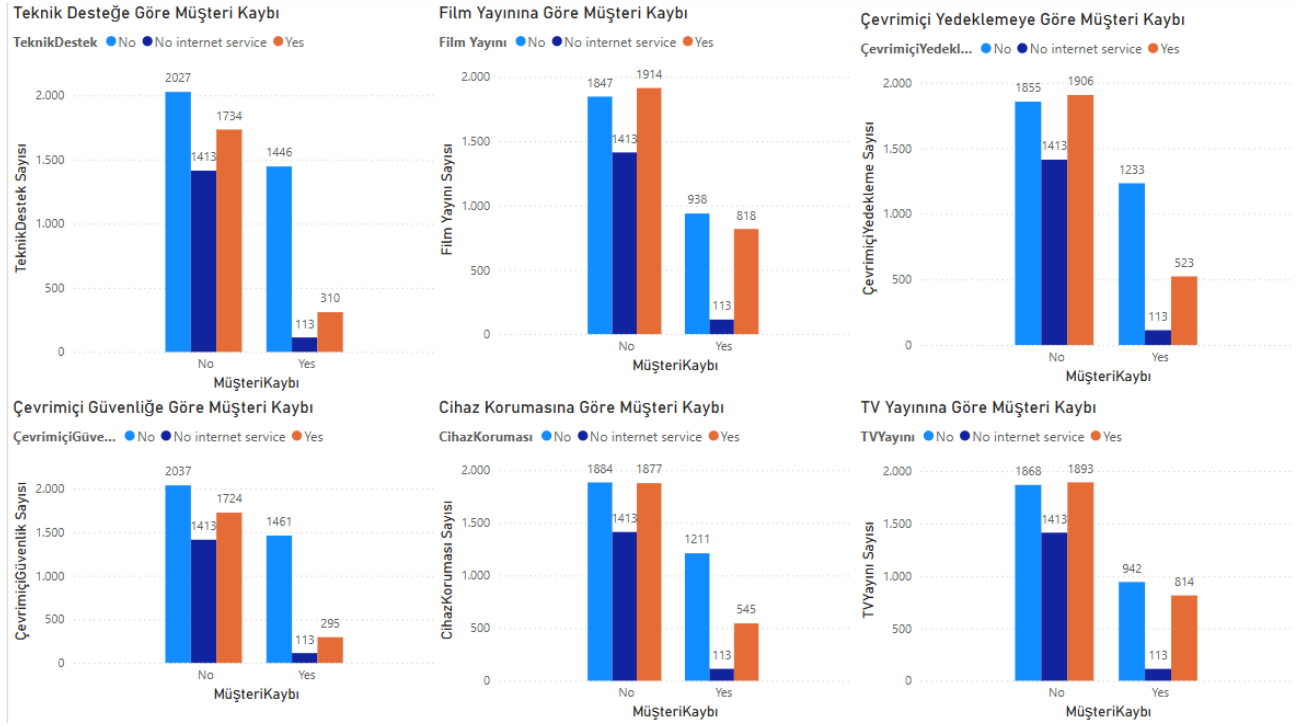 Teknik Desteğe Göre Müşteri Kaybı
TeknikDestek No No internet service Yes
2027
1734
1413
1446
113
310
2.000
1.500
1.000
500
0
TeknikDestek Sayısı
No Yes
MüşteriKaybı
Film Yayınına Göre Müşteri Kaybı
Film Yayını No No internet service Yes
1847
1914
1413
938
818
113
2.000
1.500
1.000
500
0
Film Yayını Sayısı
No Yes
MüşteriKaybı
Çevrimiçi Yedeklemeye Göre Müşteri Kaybı
ÇevrimiçiYedekl... No No internet service Yes
1855
1906
1413
1233
523
113
2.000
1.500
1.000
500
0
ÇevrimiçiYedekleme Sayısı
No Yes
MüşteriKaybı
Çevrimiçi Güvenliğe Göre Müşteri Kaybı
ÇevrimiçiGüve... No No internet service Yes
2037
1724
1413
1461
113
295
2.000
1.500
1.000
500
0
ÇevrimiçiGüvenlik Sayısı
No Yes
MüşteriKaybı
Cihaz Korumasına Göre Müşteri Kaybı
CihazKoruması No No internet service Yes
1884
1877
1413
1211
545
113
2.000
1.500
1.000
500
0
CihazKoruması Sayısı
No Yes
MüşteriKaybı
TV Yayınına Göre Müşteri Kaybı
TVYayını No No internet service Yes
1868
1893
1413
942
814
113
2.000
1.500
1.000
500
0
TVYayını Sayısı
No Yes
MüşteriKaybı